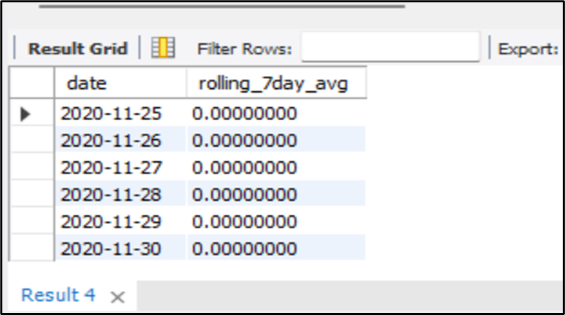 Result Grid Filter Rows: Export:
date rolling_7day_avg
2020-11-25 0.00000000
2020-11-26 0.00000000
2020-11-27 0.00000000
2020-11-28 0.00000000
2020-11-29 0.00000000
2020-11-30 0.00000000
Result 4 ×